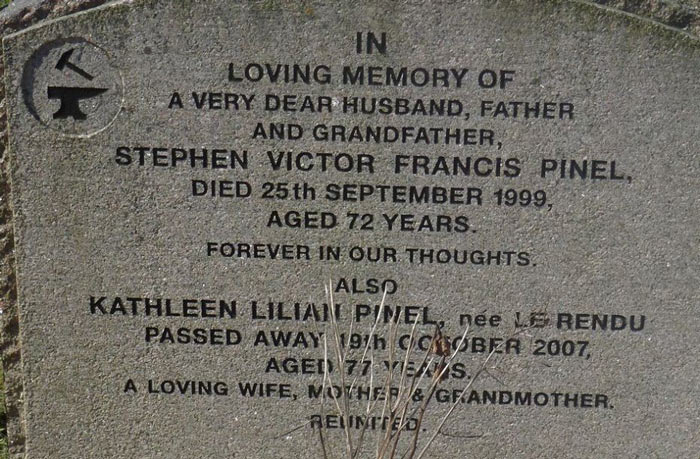 IN
LOVING MEMORY OF
A VERY DEAR HUSBAND, FATHER
AND GRANDFATHER,
STEPHEN VICTOR FRANCIS PINEL,
DIED 25th SEPTEMBER 1999,
AGED 72 YEARS.
FOREVER IN OUR THOUGHTS.
ALSO
KATHLEEN LILIAN PINEL, née LE RENDU
PASSED AWAY 19th OCTOBER 2007,
AGED 77 YEARS.
A LOVING WIFE, MOTHER & GRANDMOTHER.
REUNITED.